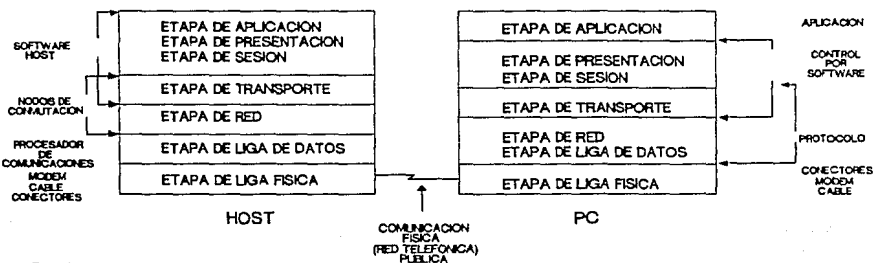 SOFTWARE
HOST
NODOS DE
CONMUTACION
PROCESADOR
DE
COMUNICACIONES
MODEM
CABLE
CONECTORES
ETAPA DE APLICACION
ETAPA DE PRESENTACION
ETAPA DE SESION
ETAPA DE TRANSPORTE
ETAPA DE RED
ETAPA DE LIGA DE DATOS
ETAPA DE LIGA FISICA
HOST
COMUNICACION
FISICA
(RED TELEFONICA)
PUBLICA
ETAPA DE APLICACION
ETAPA DE PRESENTACION
ETAPA DE SESION
ETAPA DE TRANSPORTE
ETAPA DE RED
ETAPA DE LIGA DE DATOS
ETAPA DE LIGA FISICA
PC
APLICACION
CONTROL
POR
SOFTWARE
PROTOCOLO
CONECTORES
MODEM
CABLE